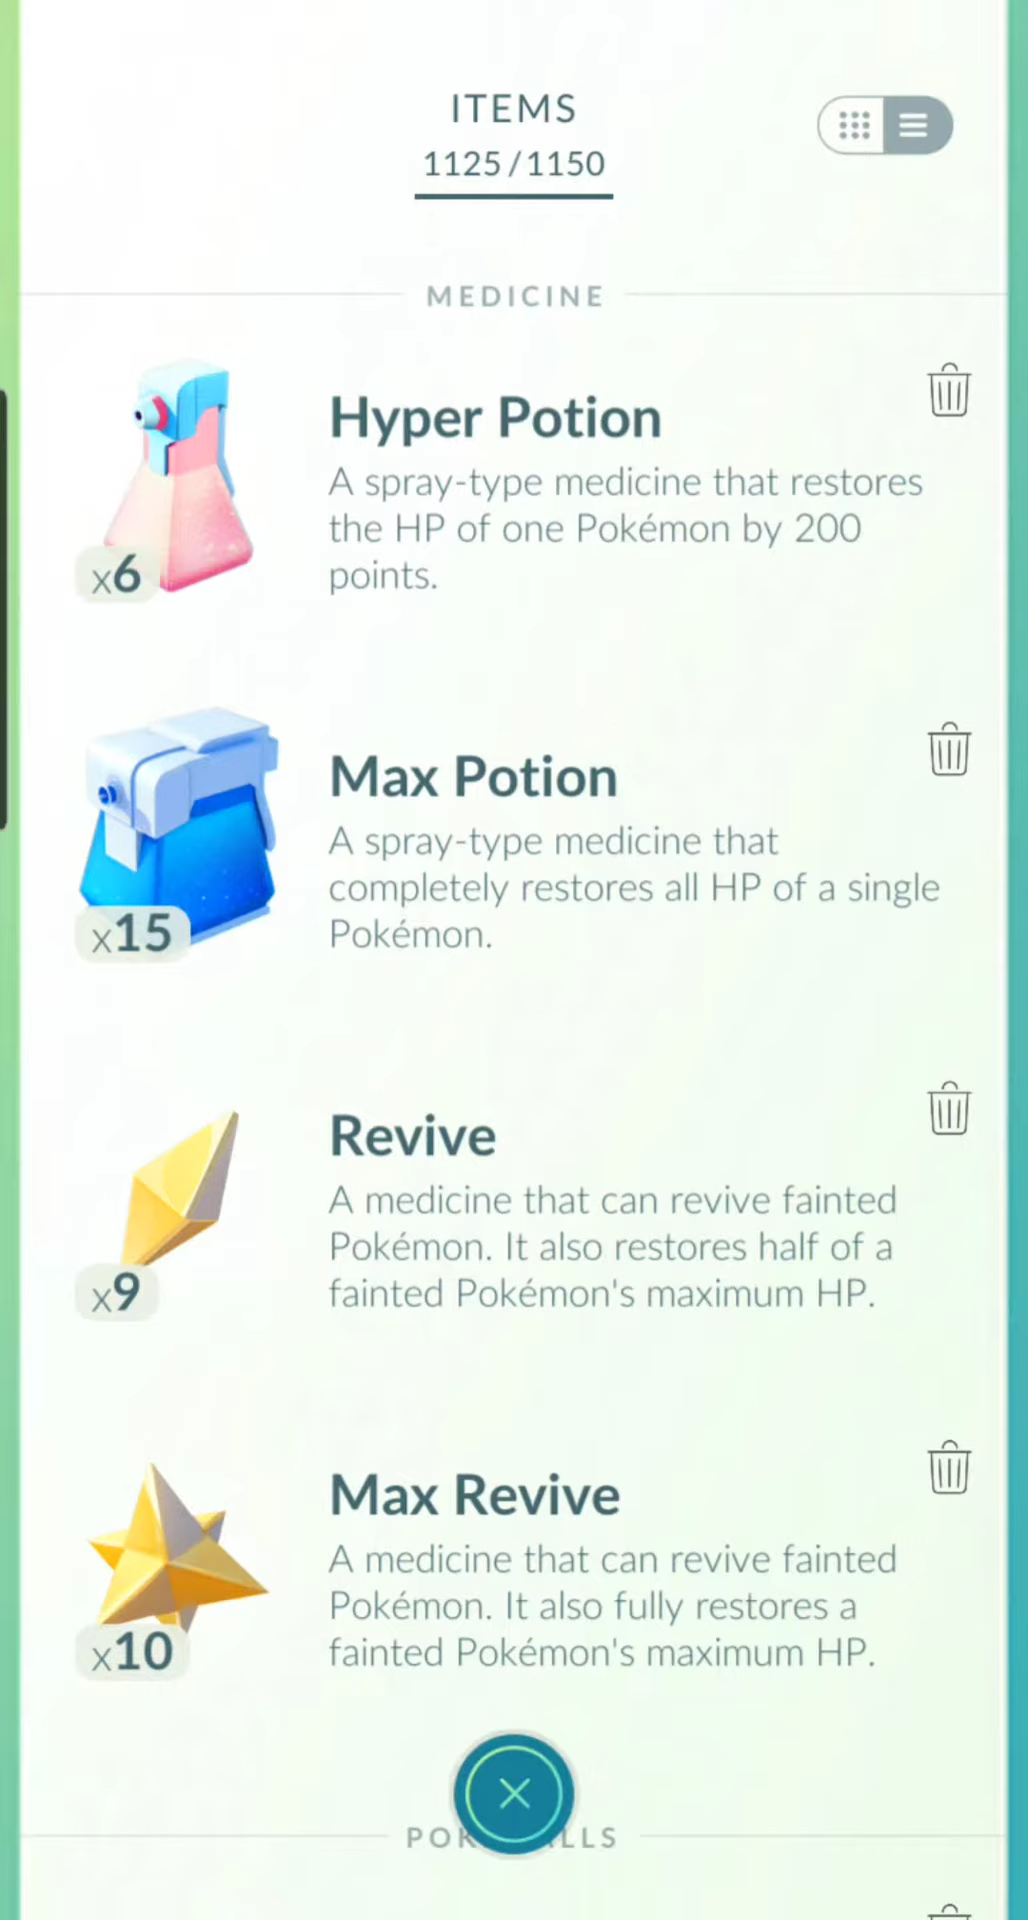 ITEMS
1125/1150
MEDICINE
Hyper Potion
A spray-type medicine that restores
the HP of one Pokémon by 200
points.
x6
Max Potion
A spray-type medicine that
completely restores all HP of a single
Pokémon.
x15
Revive
A medicine that can revive fainted
Pokémon. It also restores half of a
fainted Pokémon's maximum HP.
x9
Max Revive
A medicine that can revive fainted
Pokémon. It also fully restores a
fainted Pokémon's maximum HP.
x10